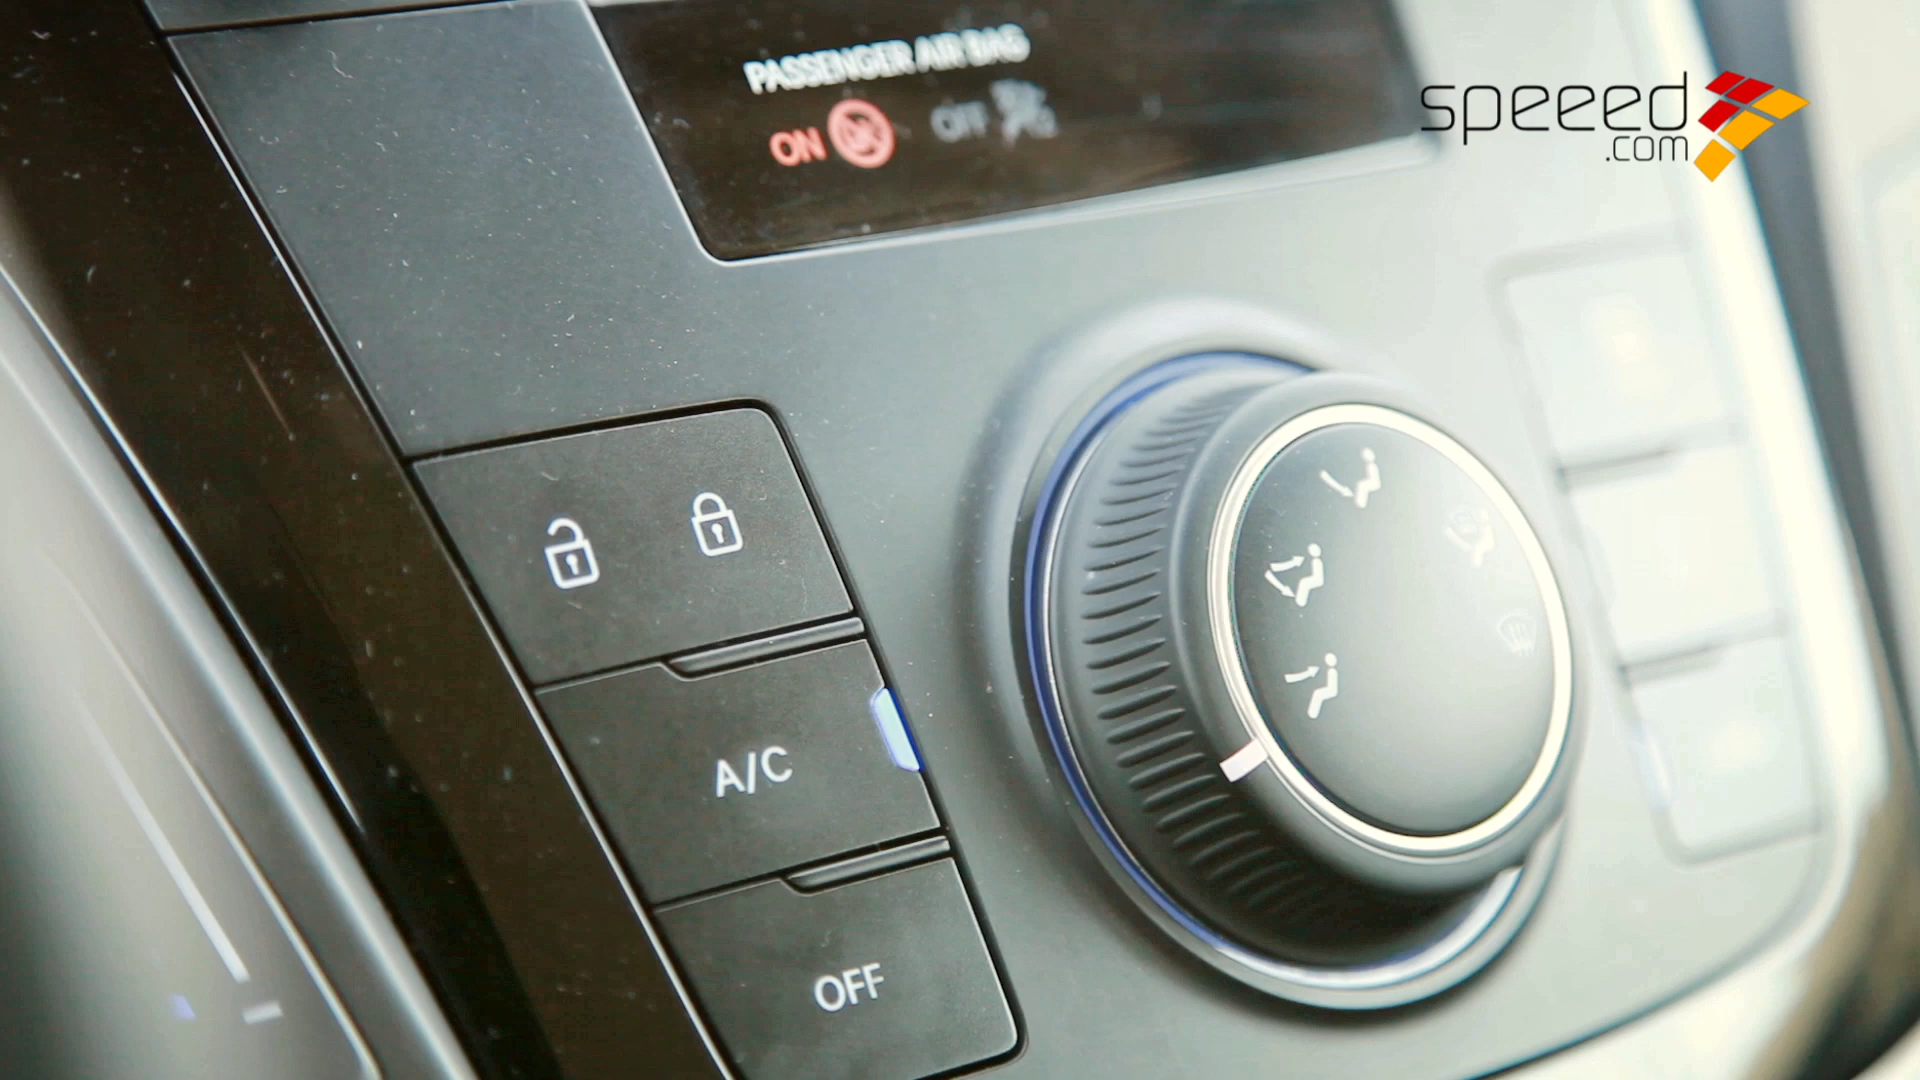 PASSENGER AIR BAG
ON OFF
speeed
.com
A/C
OFF